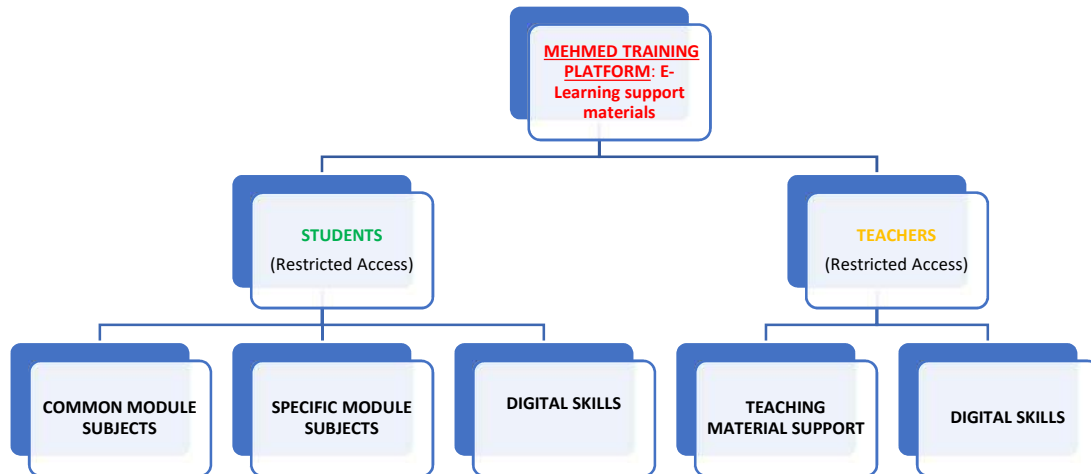 MEHMED TRAINING
PLATFORM: E-
Learning support
materials
STUDENTS
(Restricted Access)
TEACHERS
(Restricted Access)
COMMON MODULE
SUBJECTS
SPECIFIC MODULE
SUBJECTS
DIGITAL SKILLS
TEACHING
MATERIAL SUPPORT
DIGITAL SKILLS